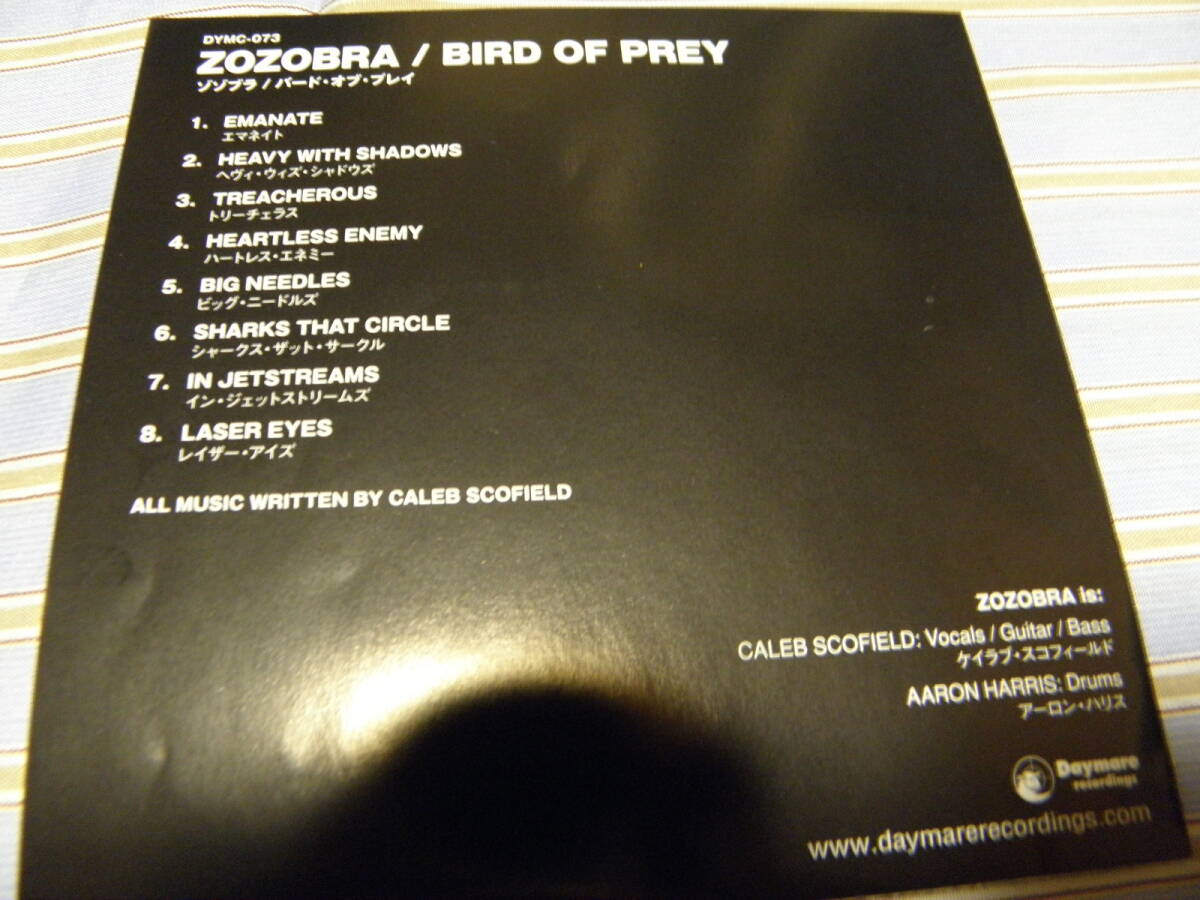 DYMC-073
ZOZOBRA / BIRD OF PREY
ゾゾブラ / バード・オブ・プレイ
1. EMANATE
エマネイト
2. HEAVY WITH SHADOWS
ヘヴィ・ウィズ・シャドウズ
3. TREACHEROUS
トリーチェラス
4. HEARTLESS ENEMY
ハートレス・エネミー
5. BIG NEEDLES
ビッグ・ニードルズ
6. SHARKS THAT CIRCLE
シャークス・ザット・サークル
7. IN JETSTREAMS
イン・ジェットストリームズ
8. LASER EYES
レイザー・アイズ
ALL MUSIC WRITTEN BY CALEB SCOFIELD
ZOZOBRA is:
CALEB SCOFIELD: Vocals / Guitar / Bass
ケイラブ・スコフィールド
AARON HARRIS: Drums
アーロン・ハリス
Daymare
recordings
www.daymarerecordings.com